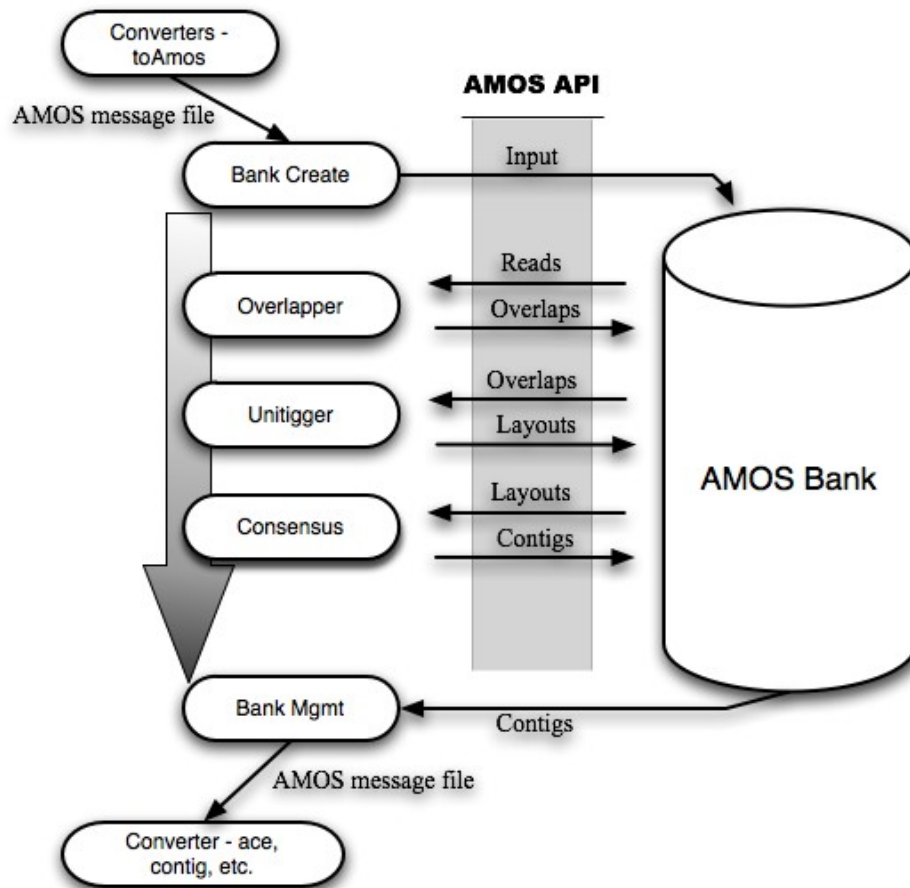 Converters -
toAmos
AMOS message file
AMOS API
Bank Create
Input
Reads
Overlapper
Overlaps
Overlaps
Unitigger
Layouts
AMOS Bank
Layouts
Consensus
Contigs
Bank Mgmt
Contigs
AMOS message file
Converter - ace,
contig, etc.